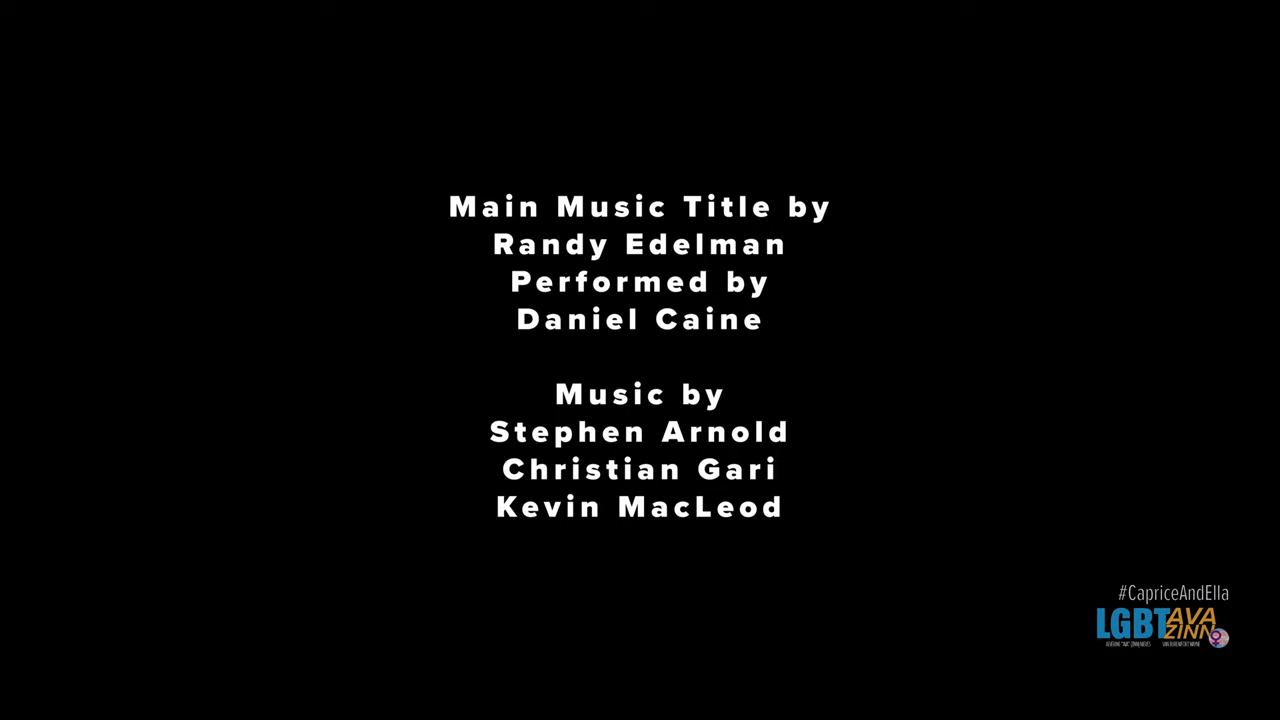 Main Music Title by
Randy Edelman
Performed by
Daniel Caine
Music by
Stephen Arnold
Christian Gari
Kevin MacLeod
#CapriceAndElla
LGBT AVA
ZINN